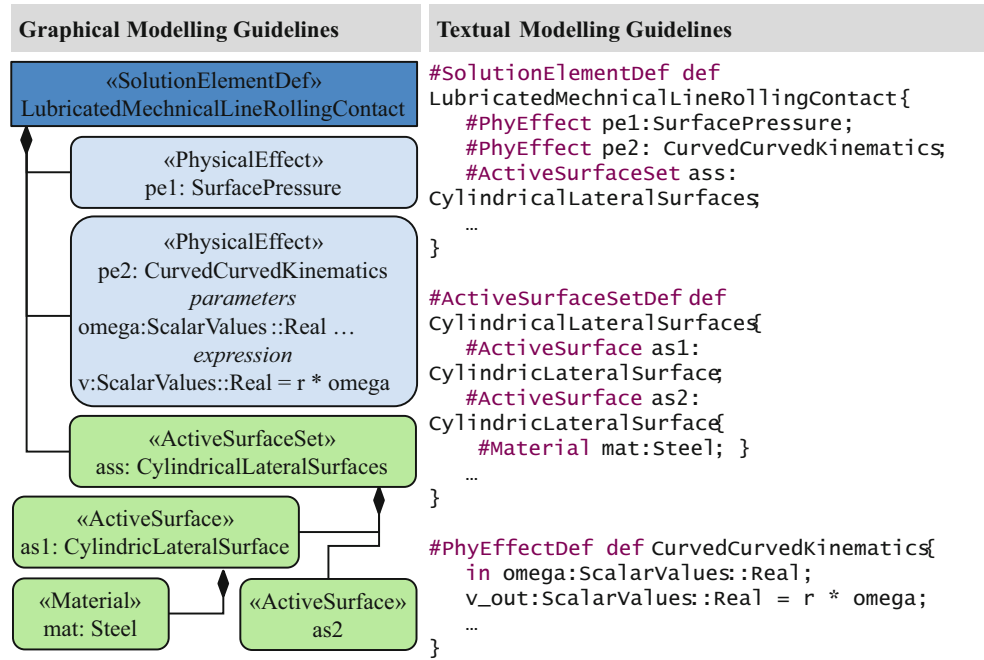 Graphical Modelling Guidelines
«SolutionElementDef»
LubricatedMechnicalLineRollingContact
«PhysicalEffect»
pe1: SurfacePressure
«PhysicalEffect»
pe2: CurvedCurvedKinematics
parameters
omega:ScalarValues::Real …
expression
v:ScalarValues::Real = r * omega
«ActiveSurfaceSet»
ass: CylindricalLateralSurfaces
«ActiveSurface»
as1: CylindricLateralSurface
«Material»
mat: Steel
«ActiveSurface»
as2
Textual Modelling Guidelines
#SolutionElementDef def
LubricatedMechnicalLineRollingContact{
#PhyEffect pe1:SurfacePressure;
#PhyEffect pe2: CurvedCurvedKinematics;
#ActiveSurfaceSet ass:
CylindricalLateralSurfaces;
…
}
#ActiveSurfaceSetDef def
CylindricalLateralSurfaces{
#ActiveSurface as1:
CylindricLateralSurface;
#ActiveSurface as2:
CylindricLateralSurface{
#Material mat:Steel; }
…
}
#PhyEffectDef def CurvedCurvedKinematics{
in omega:ScalarValues::Real;
v_out:ScalarValues::Real = r * omega;
…
}